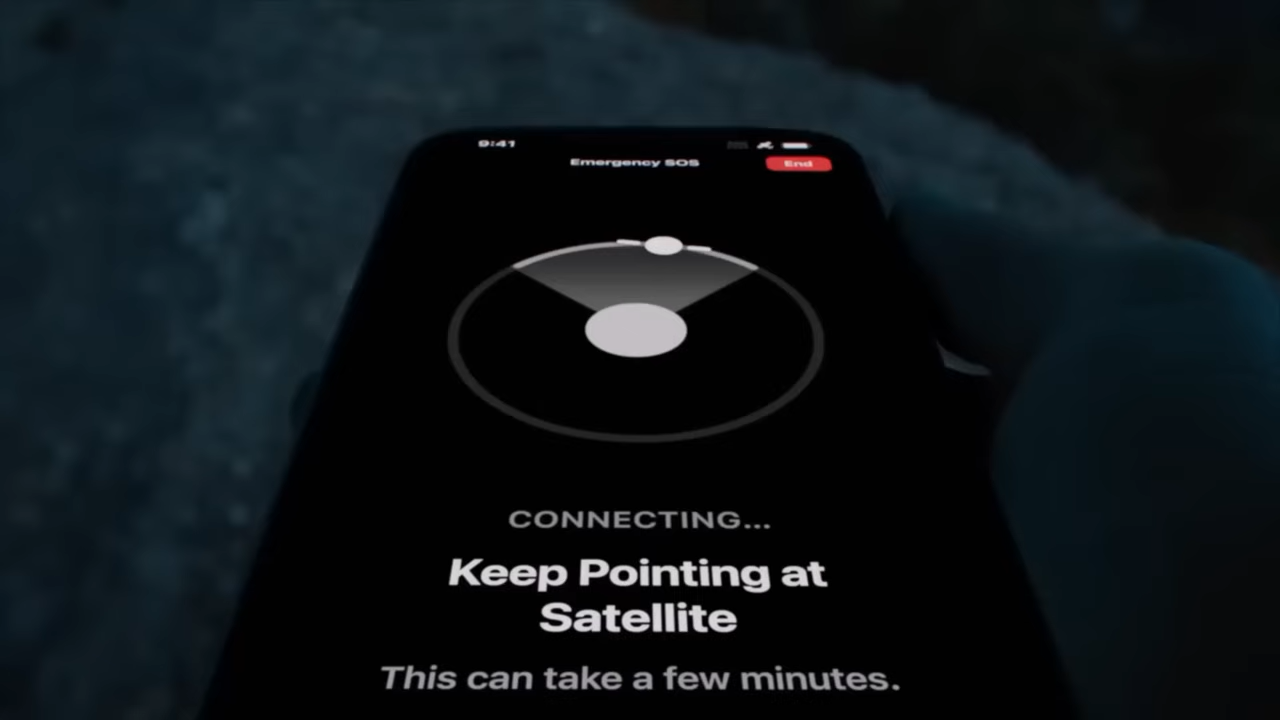 9:41
Emergency SOS
End
CONNECTING...
Keep Pointing at
Satellite
This can take a few minutes.